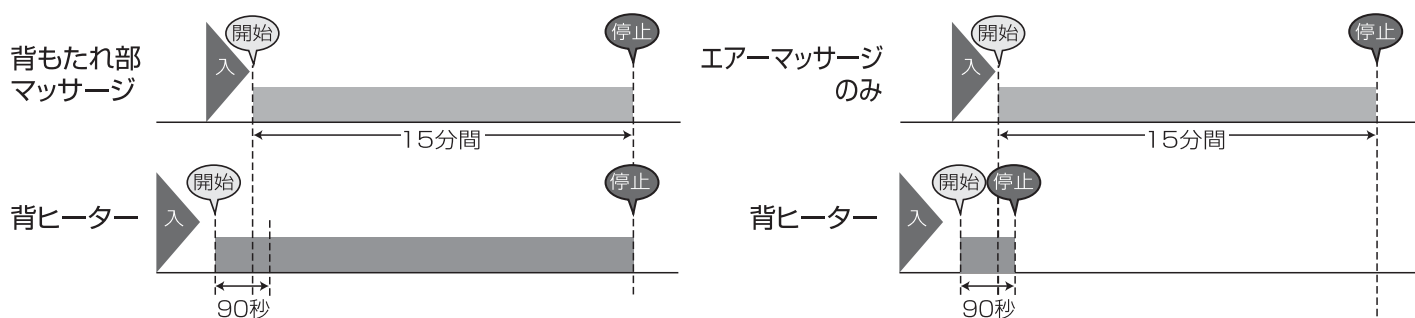 開始
停止
背もたれ部
マッサージ
入
15分間
開始
停止
背ヒーター
入
90秒
開始
停止
エアーマッサージ
のみ
入
15分間
開始
停止
背ヒーター
入
90秒